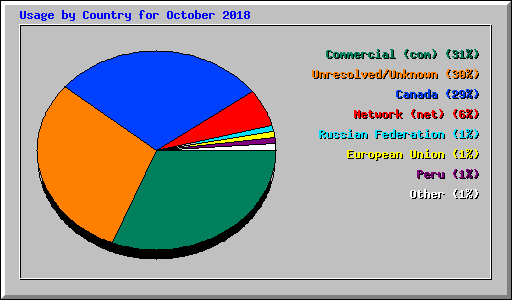 Usage by Country for October 2018
Commercial (com) (31%)
Unresolved/Unknown (30%)
Canada (29%)
Network (net) (6%)
Russian Federation (1%)
European Union (1%)
Peru (1%)
Other (1%)